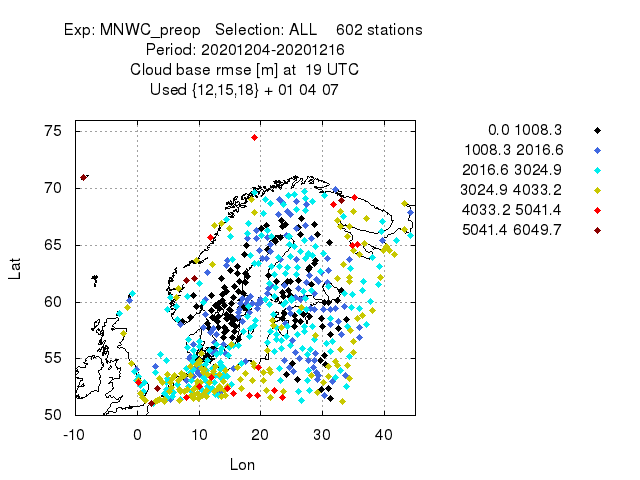 Exp: MNWC_preop   Selection: ALL    602 stations
Period: 20201204-20201216
Cloud base rmse [m] at  19 UTC
Used {12,15,18} + 01 04 07
0.0 1008.3
1008.3 2016.6
2016.6 3024.9
3024.9 4033.2
4033.2 5041.4
5041.4 6049.7
75
70
65
60
55
50
Lat
-10 0 10 20 30 40
Lon